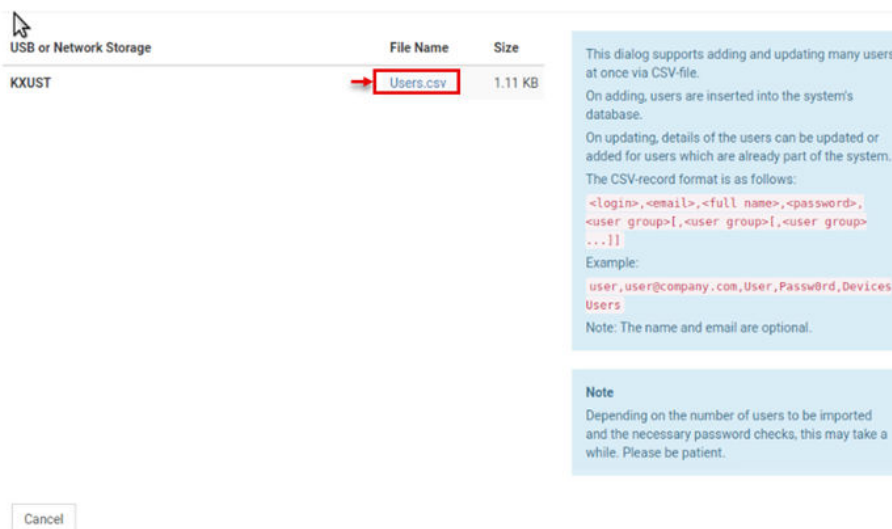 USB or Network Storage File Name Size
KXUST Users.csv 1.11 KB
This dialog supports adding and updating many users
at once via CSV-file.
On adding, users are inserted into the system's
database.
On updating, details of the users can be updated or
added for users which are already part of the system.
The CSV-record format is as follows:
<login>,<email>,<full name>,<password>,
<user group>[,<user group>[,<user group>
...]]
Example:
user,user@company.com,User,Passw0rd,Devices
Users
Note: The name and email are optional.
Note
Depending on the number of users to be imported
and the necessary password checks, this may take a
while. Please be patient.
Cancel